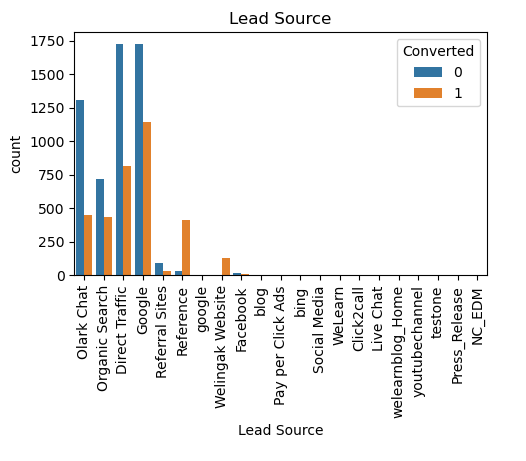 Lead Source
Converted
0
1
count
1750
1500
1250
1000
750
500
250
0
Olark Chat
Organic Search
Direct Traffic
Google
Referral Sites
Reference
google
Welingak Website
Facebook
blog
Pay per Click Ads
bing
Social Media
WeLearn
Click2call
Live Chat
welearnblog_Home
youtubechannel
testone
Press_Release
NC_EDM
Lead Source